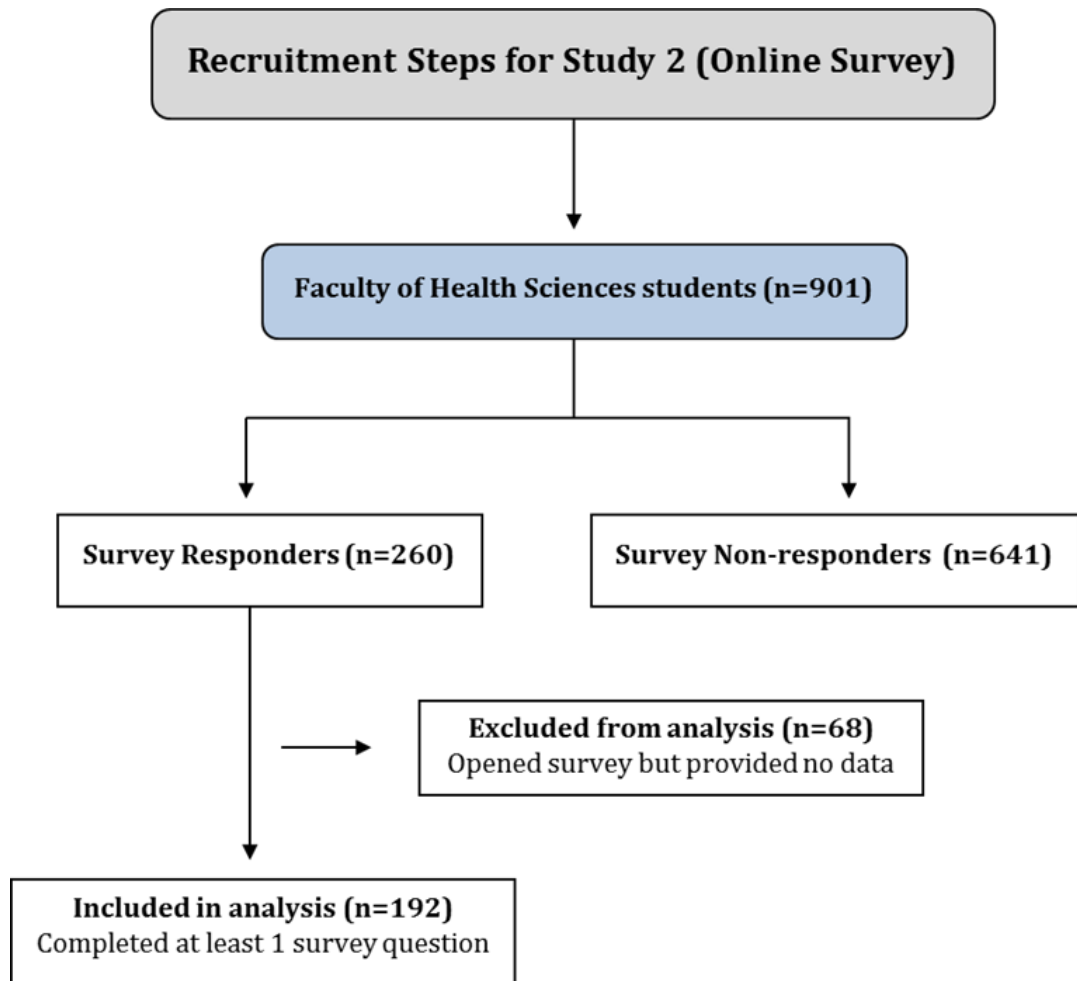 Recruitment Steps for Study 2 (Online Survey)
Faculty of Health Sciences students (n=901)
Survey Responders (n=260)
Survey Non-responders (n=641)
Excluded from analysis (n=68)
Opened survey but provided no data
Included in analysis (n=192)
Completed at least 1 survey question